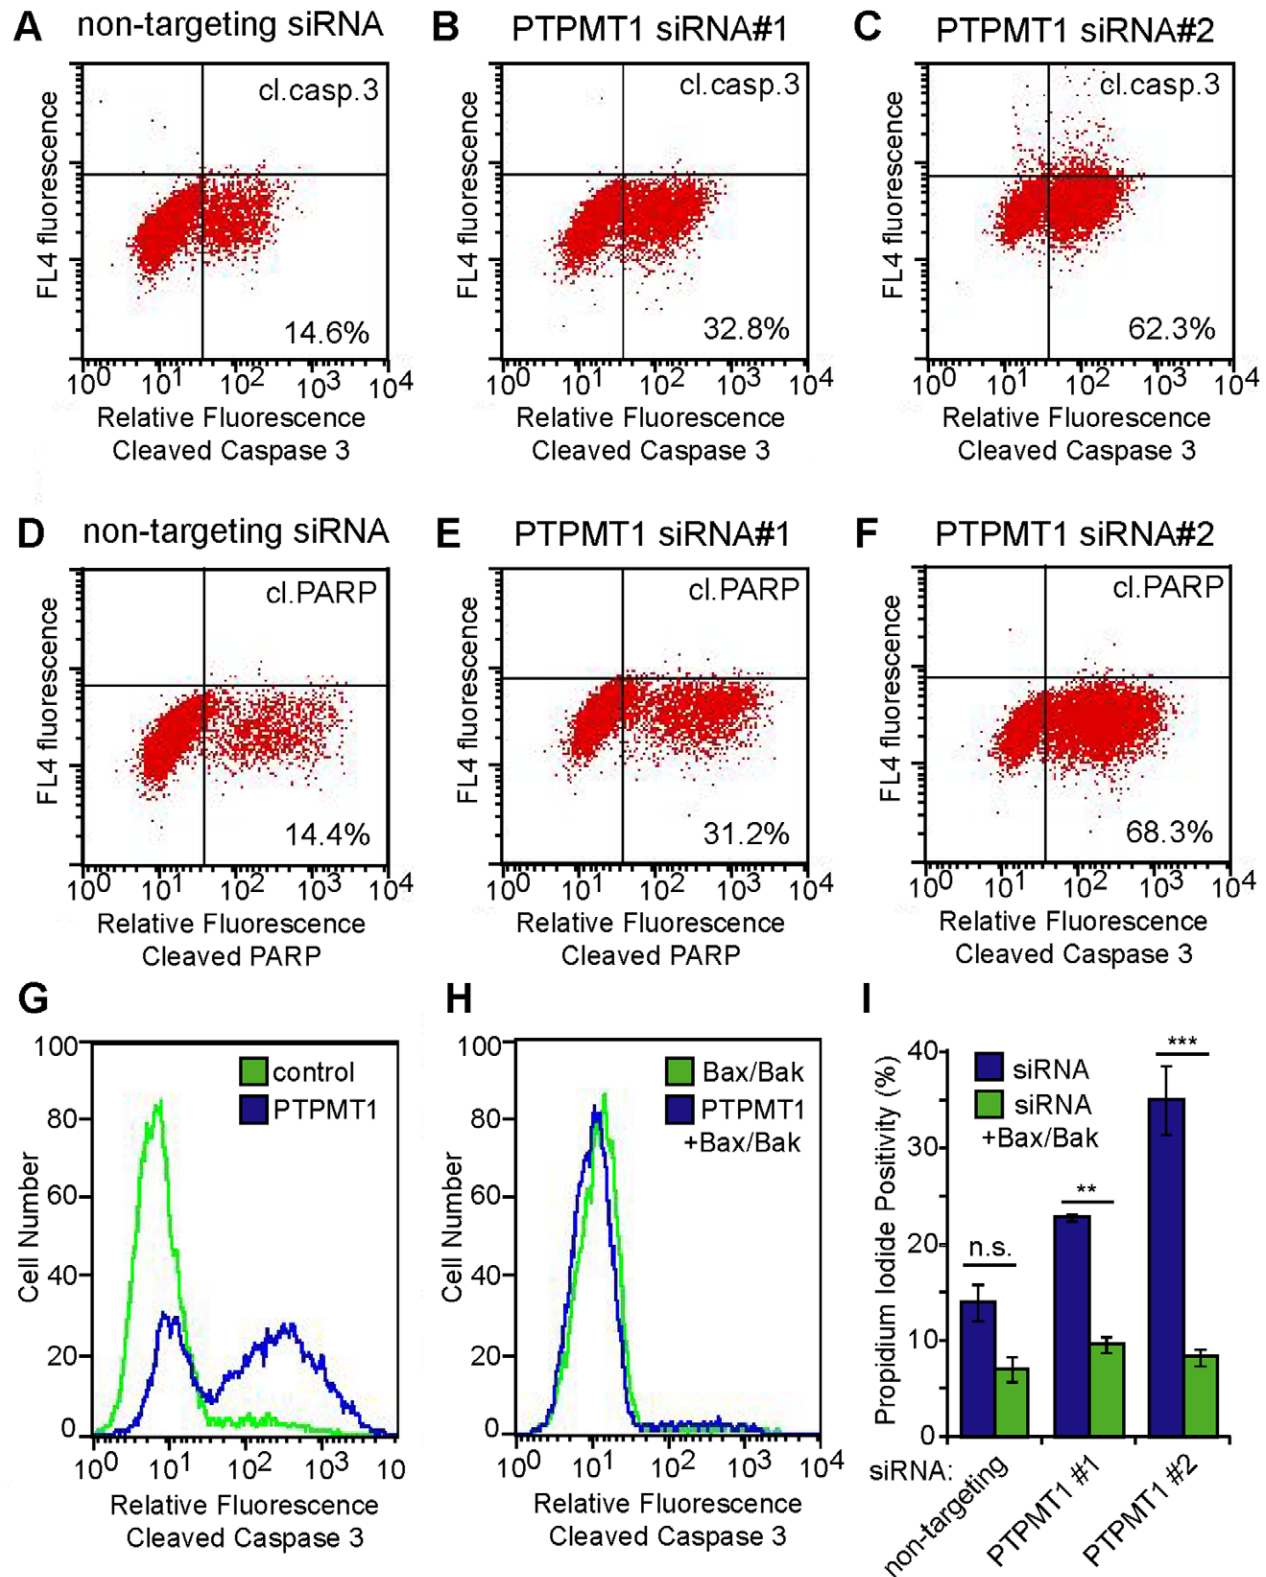 A non-targeting siRNA
B PTPMT1 siRNA#1
C PTPMT1 siRNA#2
FL4 fluorescence
cl.casp.3
14.6%
10^0 10^1 10^2 10^3 10^4
Relative Fluorescence
Cleaved Caspase 3
FL4 fluorescence
cl.casp.3
32.8%
10^0 10^1 10^2 10^3 10^4
Relative Fluorescence
Cleaved Caspase 3
FL4 fluorescence
cl.casp.3
62.3%
10^0 10^1 10^2 10^3 10^4
Relative Fluorescence
Cleaved Caspase 3
D non-targeting siRNA
E PTPMT1 siRNA#1
F PTPMT1 siRNA#2
FL4 fluorescence
cl.PARP
14.4%
10^0 10^1 10^2 10^3 10^4
Relative Fluorescence
Cleaved PARP
FL4 fluorescence
cl.PARP
31.2%
10^0 10^1 10^2 10^3 10^4
Relative Fluorescence
Cleaved PARP
FL4 fluorescence
cl.PARP
68.3%
10^0 10^1 10^2 10^3 10^4
Relative Fluorescence
Cleaved Caspase 3
G
Cell Number
100
80
60
40
20
0
control
PTPMT1
10^0 10^1 10^2 10^3 10
Relative Fluorescence
Cleaved Caspase 3
H
Cell Number
100
80
60
40
20
0
Bax/Bak
PTPMT1
+Bax/Bak
10^0 10^1 10^2 10^3 10^4
Relative Fluorescence
Cleaved Caspase 3
I
Propidium Iodide Positivity (%)
40
30
20
10
0
siRNA
siRNA
+Bax/Bak
n.s.
**
***
siRNA:
non-targeting
PTPMT1 #1
PTPMT1 #2